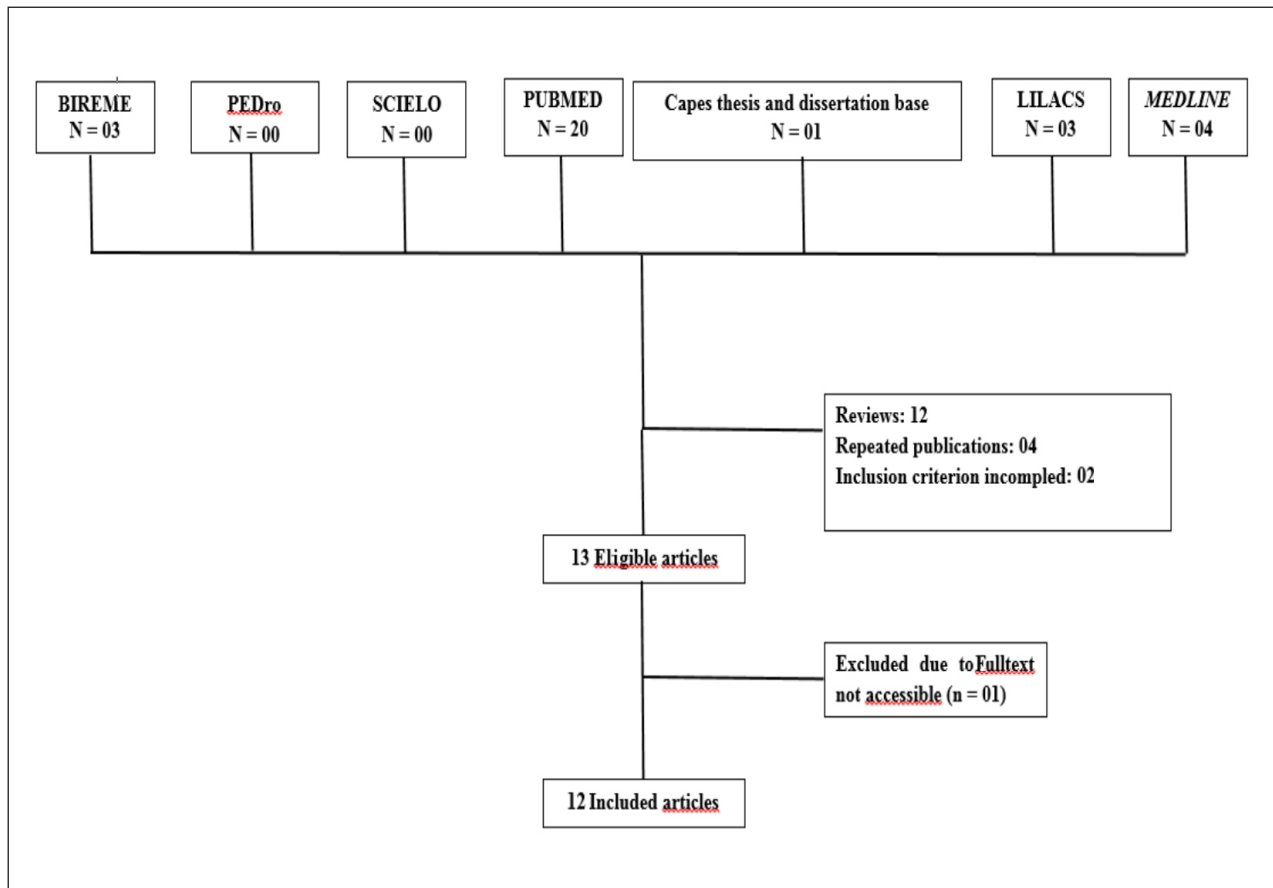 BIREME
N = 03
PEDro
N = 00
SCIELO
N = 00
PUBMED
N = 20
Capes thesis and dissertation base
N = 01
LILACS
N = 03
MEDLINE
N = 04
Reviews: 12
Repeated publications: 04
Inclusion criterion incompled: 02
13 Eligible articles
Excluded due toFulltext
not accessible (n = 01)
12 Included articles